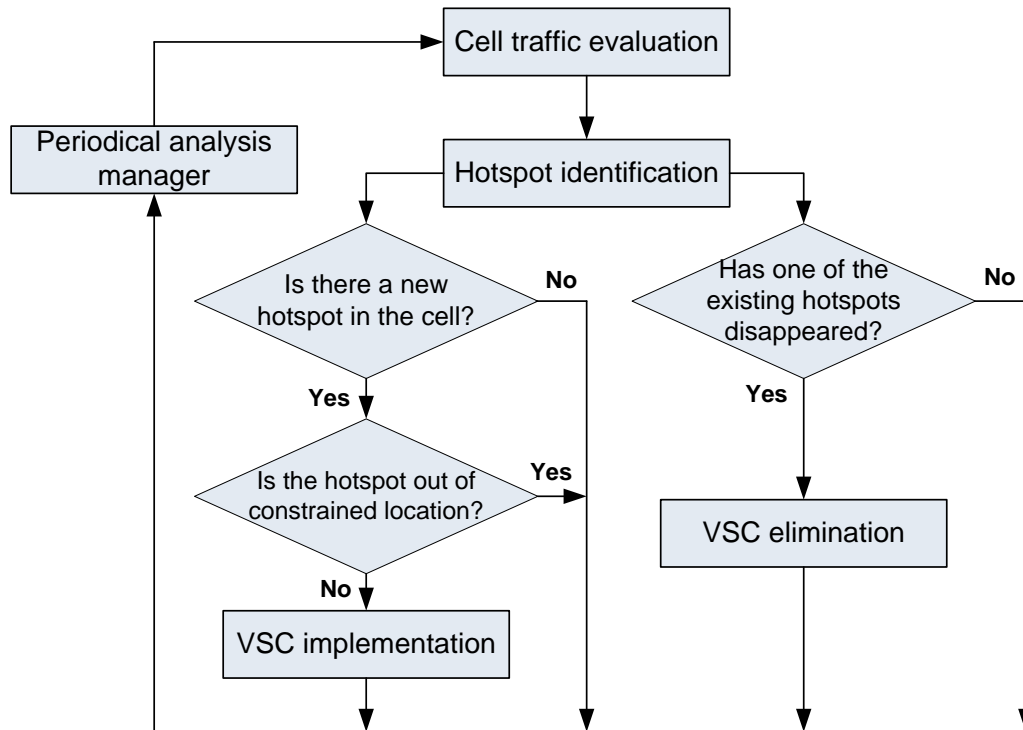 Cell traffic evaluation
Periodical analysis
manager
Hotspot identification
Is there a new
hotspot in the cell?
No
Has one of the
existing hotspots
disappeared?
No
Yes
Yes
Is the hotspot out of
constrained location?
Yes
VSC elimination
No
VSC implementation